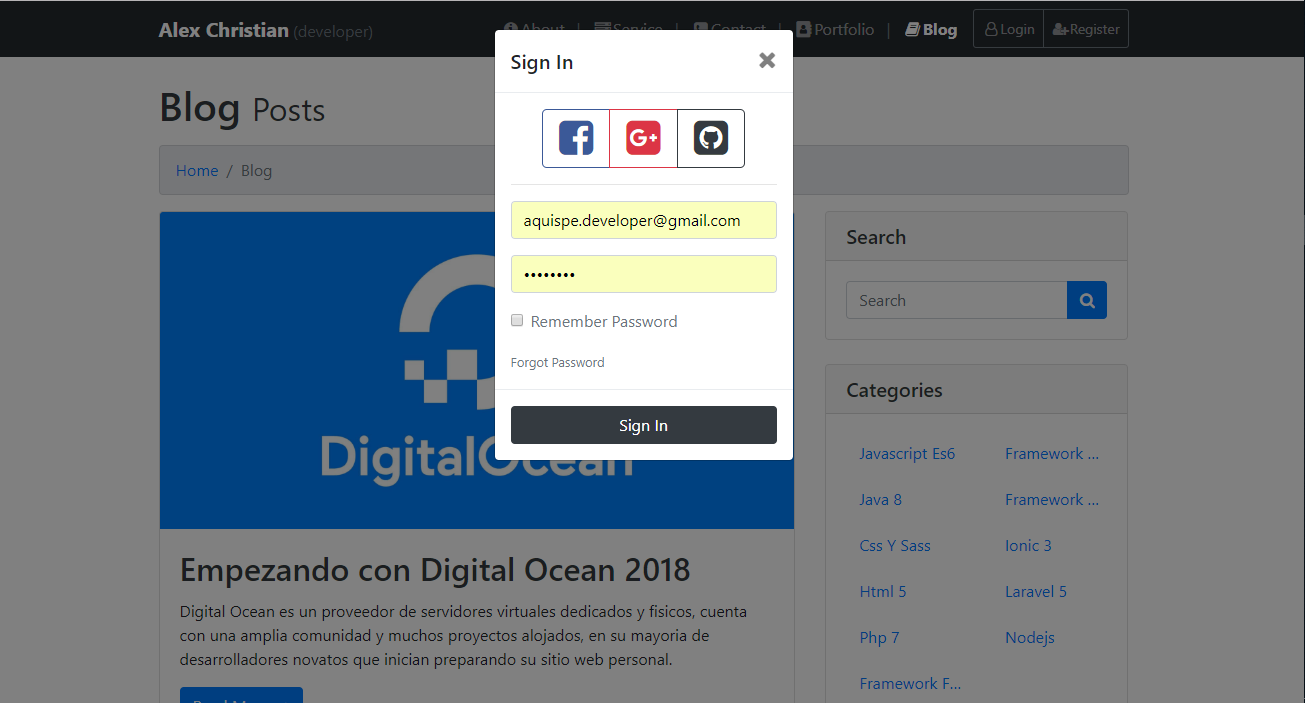 Alex Christian (developer)
About | Service | Contact | Portfolio | Blog Login Register
Sign In
Blog Posts
Home / Blog
aquispe.developer@gmail.com
••••••••
Remember Password
Forgot Password
Sign In
DigitalOcean
Empezando con Digital Ocean 2018
Digital Ocean es un proveedor de servidores virtuales dedicados y fisicos, cuenta
con una amplia comunidad y muchos proyectos alojados, en su mayoria de
desarrolladores novatos que inician preparando su sitio web personal.
Search
Search
Categories
Javascript Es6 Framework ...
Java 8 Framework ...
Css Y Sass Ionic 3
Html 5 Laravel 5
Php 7 Nodejs
Framework F...